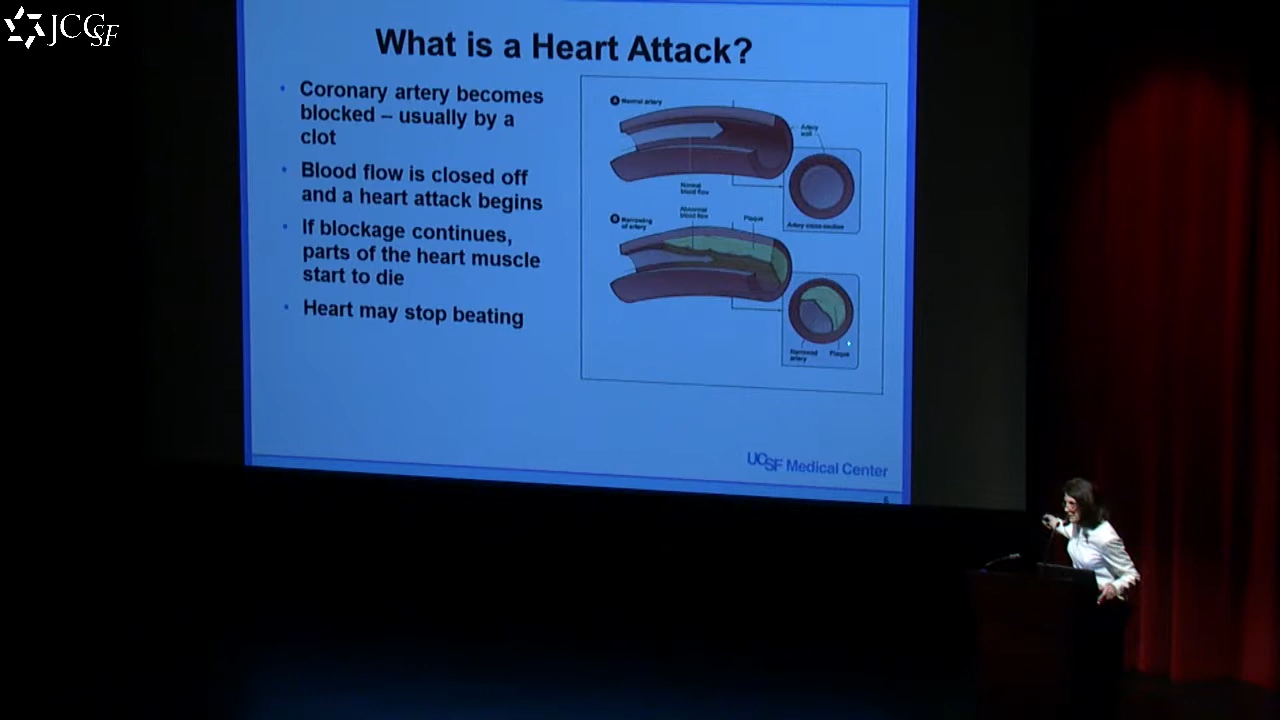 JCCSF
What is a Heart Attack?
• Coronary artery becomes
blocked – usually by a
clot
• Blood flow is closed off
and a heart attack begins
• If blockage continues,
parts of the heart muscle
start to die
• Heart may stop beating
A Normal artery
Artery
wall
Normal
blood flow
Artery cross-section
B Narrowing
of artery
Abnormal
blood flow
Plaque
Narrowed
artery
Plaque
UCSF Medical Center